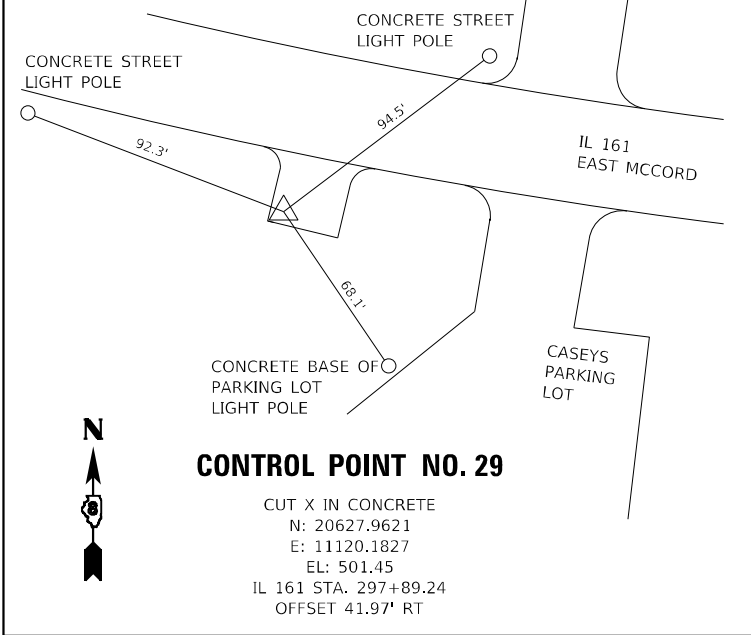 CONCRETE STREET
LIGHT POLE
CONCRETE STREET
LIGHT POLE
94.5'
92.3'
IL 161
EAST MCCORD
68.1'
CONCRETE BASE OF
PARKING LOT
LIGHT POLE
CASEYS
PARKING
LOT
N
8
CONTROL POINT NO. 29
CUT X IN CONCRETE
N: 20627.9621
E: 11120.1827
EL: 501.45
IL 161 STA. 297+89.24
OFFSET 41.97' RT